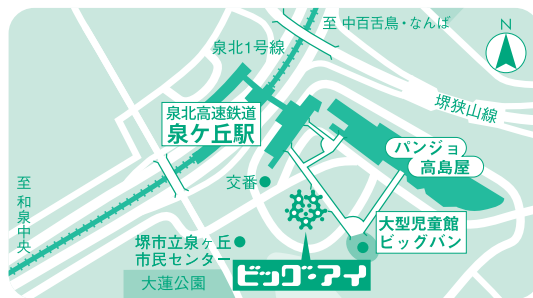 至 中百舌鳥・なんば
N
泉北1号線
堺狭山線
泉北高速鉄道
泉ケ丘駅
パンジョ
高島屋
交番
至 和泉中央
大型児童館
ビッグバン
堺市立泉ヶ丘
市民センター
大蓮公園
ビッグ・アイ